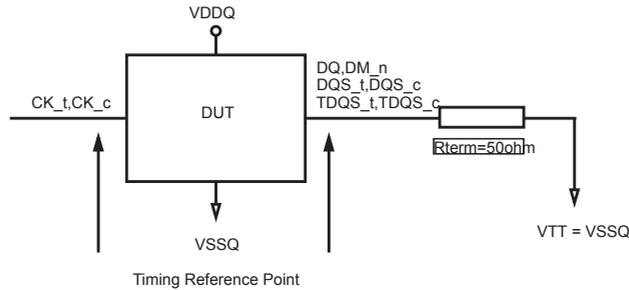 VDDQ
DQ,DM_n
DQS_t,DQS_c
TDQS_t,TDQS_c
CK_t,CK_c
DUT
Rterm=50ohm
VTT = VSSQ
VSSQ
Timing Reference Point